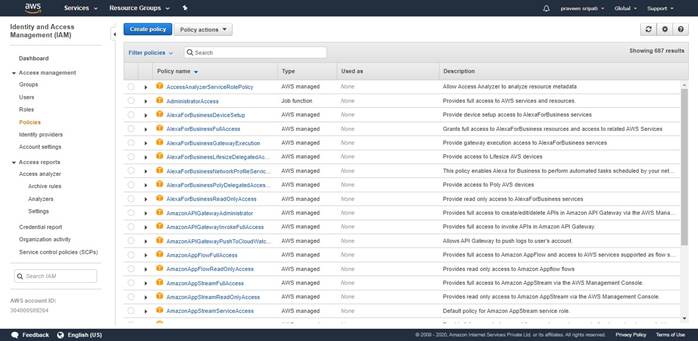 aws
Services
Resource Groups
praveen sripati
Global
Support
Identity and Access
Management (IAM)
Dashboard
Access management
Groups
Users
Roles
Policies
Identity providers
Account settings
Access reports
Access analyzer
Archive rules
Analyzers
Settings
Credential report
Organization activity
Service control policies (SCPs)
Search IAM
AWS account ID:
Create policy
Policy actions
Filter policies
Search
Showing 687 results
Policy name Type Used as Description
AccessAnalyzerServiceRolePolicy AWS managed None Allow Access Analyzer to analyze resource metadata
AdministratorAccess Job function None Provides full access to AWS services and resources.
AlexaForBusinessDeviceSetup AWS managed None Provide device setup access to AlexaForBusiness services
AlexaForBusinessFullAccess AWS managed None Grants full access to AlexaForBusiness resources and access to related AWS Services
AlexaForBusinessGatewayExecution AWS managed None Provide gateway execution access to AlexaForBusiness services
AlexaForBusinessLifesizeDelegatedAc... AWS managed None Provide access to Lifesize AVS devices
AlexaForBusinessNetworkProfileServic... AWS managed None This policy enables Alexa for Business to perform automated tasks scheduled by your net...
AlexaForBusinessPolyDelegatedAcces... AWS managed None Provide access to Poly AVS devices
AlexaForBusinessReadOnlyAccess AWS managed None Provide read only access to AlexaForBusiness services
AmazonAPIGatewayAdministrator AWS managed None Provides full access to create/edit/delete APIs in Amazon API Gateway via the AWS Mana...
AmazonAPIGatewayInvokeFullAccess AWS managed None Provides full access to invoke APIs in Amazon API Gateway.
AmazonAPIGatewayPushToCloudWatc... AWS managed None Allows API Gateway to push logs to user's account.
AmazonAppFlowFullAccess AWS managed None Provides full access to Amazon AppFlow and access to AWS services supported as flow s...
AmazonAppFlowReadOnlyAccess AWS managed None Provides read only access to Amazon Appflow flows
AmazonAppStreamFullAccess AWS managed None Provides full access to Amazon AppStream via the AWS Management Console.
AmazonAppStreamReadOnlyAccess AWS managed None Provides read only access to Amazon AppStream via the AWS Management Console.
AmazonAppStreamServiceAccess AWS managed None Default policy for Amazon AppStream service role.
Feedback
English (US)
© 2008 - 2020, Amazon Internet Services Private Ltd. or its affiliates. All rights reserved.
Privacy Policy
Terms of Use